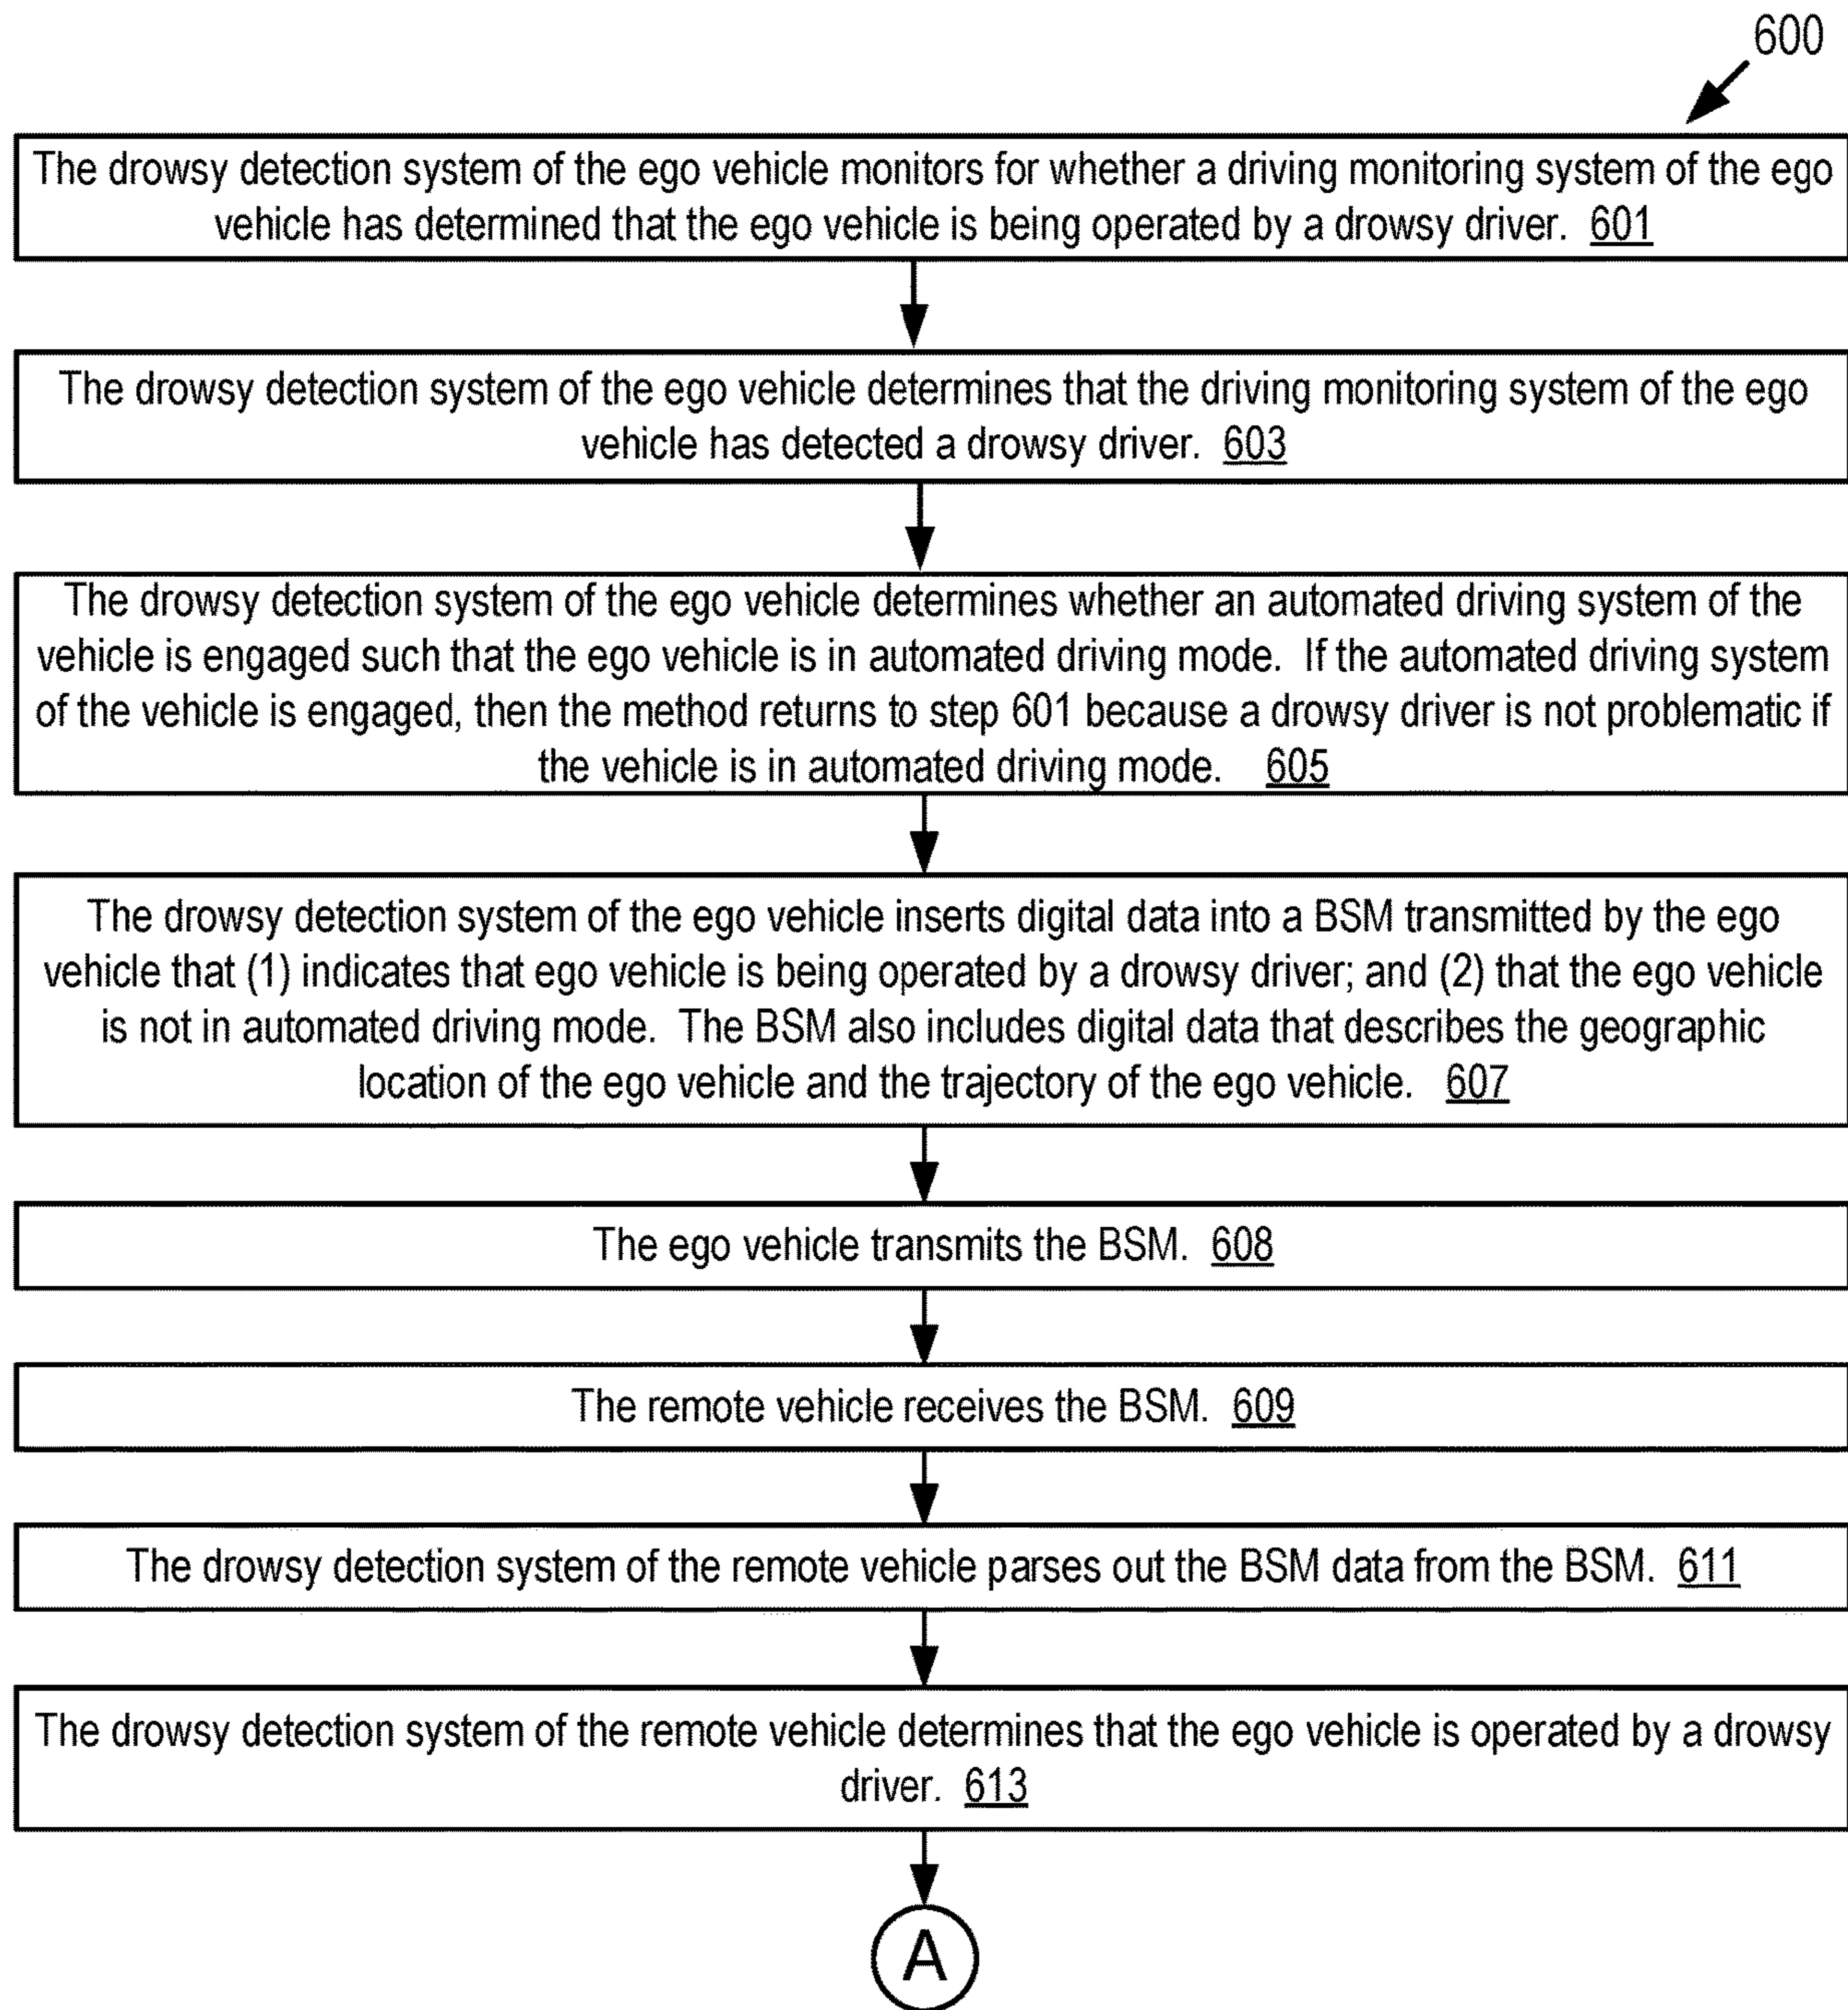 600
The drowsy detection system of the ego vehicle monitors for whether a driving monitoring system of the ego
vehicle has determined that the ego vehicle is being operated by a drowsy driver. 601
The drowsy detection system of the ego vehicle determines that the driving monitoring system of the ego
vehicle has detected a drowsy driver. 603
The drowsy detection system of the ego vehicle determines whether an automated driving system of the
vehicle is engaged such that the ego vehicle is in automated driving mode. If the automated driving system
of the vehicle is engaged, then the method returns to step 601 because a drowsy driver is not problematic if
the vehicle is in automated driving mode. 605
The drowsy detection system of the ego vehicle inserts digital data into a BSM transmitted by the ego
vehicle that (1) indicates that ego vehicle is being operated by a drowsy driver; and (2) that the ego vehicle
is not in automated driving mode. The BSM also includes digital data that describes the geographic
location of the ego vehicle and the trajectory of the ego vehicle. 607
The ego vehicle transmits the BSM. 608
The remote vehicle receives the BSM. 609
The drowsy detection system of the remote vehicle parses out the BSM data from the BSM. 611
The drowsy detection system of the remote vehicle determines that the ego vehicle is operated by a drowsy
driver. 613
A